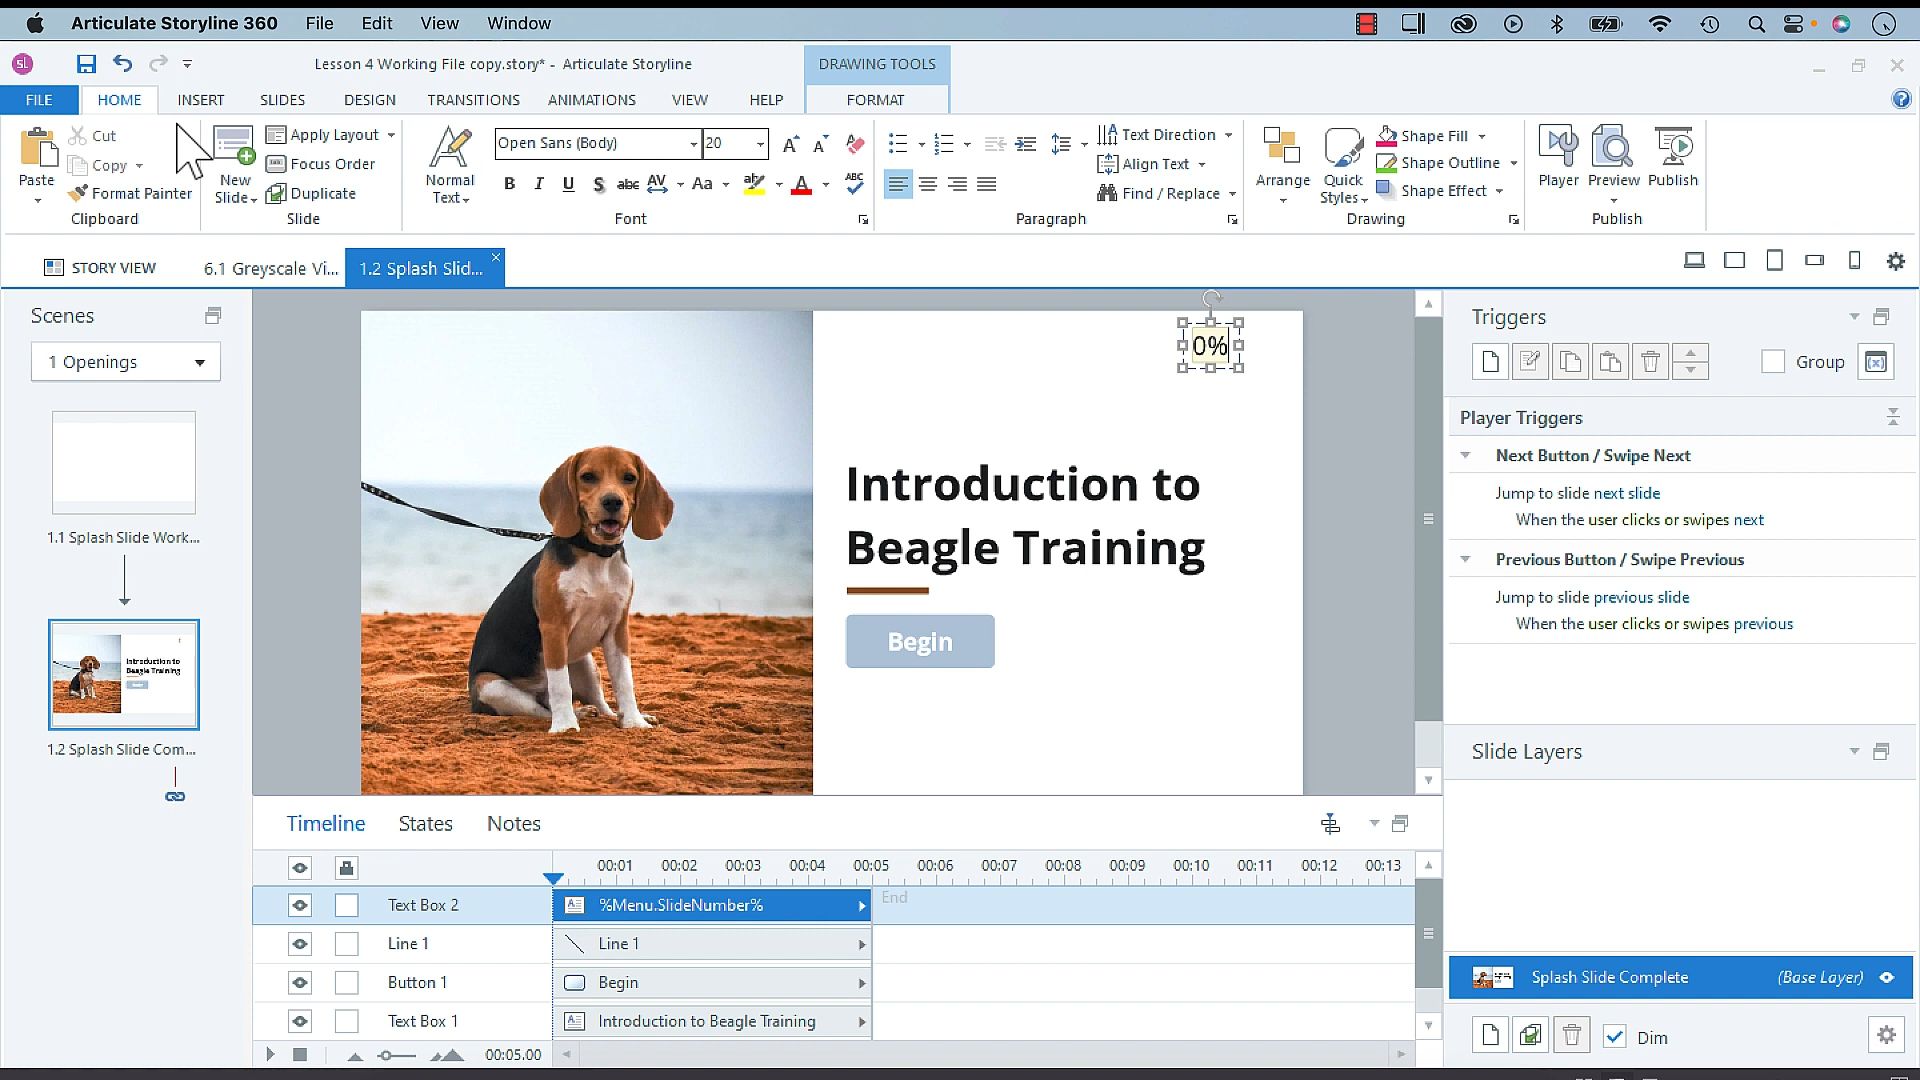 Articulate Storyline 360 File Edit View Window
SL Lesson 4 Working File copy.story* - Articulate Storyline DRAWING TOOLS
FILE HOME INSERT SLIDES DESIGN TRANSITIONS ANIMATIONS VIEW HELP FORMAT
Paste
Cut
Copy
Format Painter
Clipboard
New
Slide
Apply Layout
Focus Order
Duplicate
Slide
Normal
Text
Open Sans (Body) 20
B I U S abc AV Aa ab A ABC
Font
Text Direction
Align Text
Find / Replace
Paragraph
Arrange
Quick
Styles
Shape Fill
Shape Outline
Shape Effect
Drawing
Player Preview Publish
Publish
STORY VIEW 6.1 Greyscale Vi... 1.2 Splash Slid...
Scenes
1 Openings
1.1 Splash Slide Work...
Introduction to
Beagle Training
1.2 Splash Slide Com...
0%
Introduction to
Beagle Training
Begin
Triggers
Group
Player Triggers
Next Button / Swipe Next
Jump to slide next slide
When the user clicks or swipes next
Previous Button / Swipe Previous
Jump to slide previous slide
When the user clicks or swipes previous
Slide Layers
Splash Slide Complete (Base Layer)
Dim
Timeline States Notes
00:01 00:02 00:03 00:04 00:05 00:06 00:07 00:08 00:09 00:10 00:11 00:12 00:13
Text Box 2 %Menu.SlideNumber% End
Line 1 Line 1
Button 1 Begin
Text Box 1 Introduction to Beagle Training
00:05.00